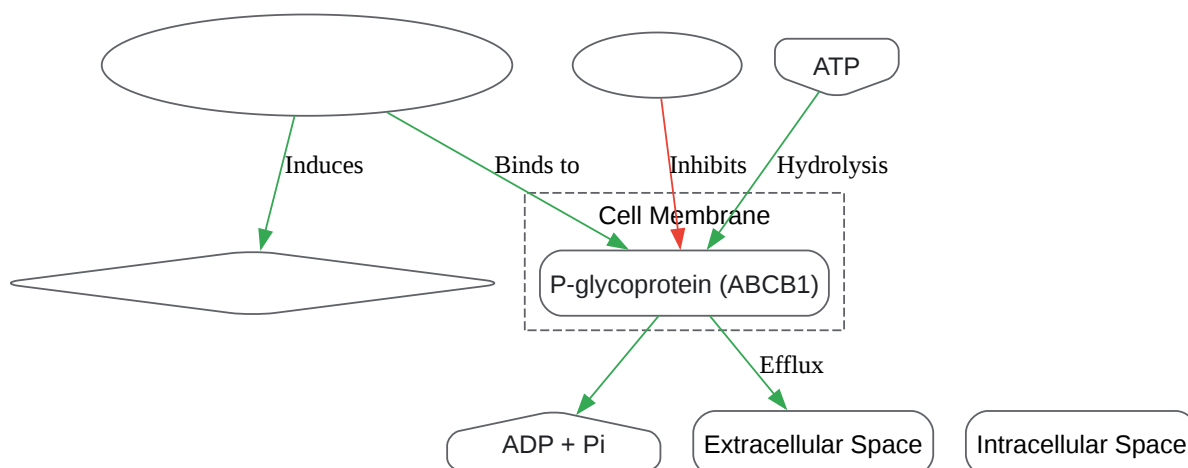 ATP
Induces
Binds to
Inhibits
Hydrolysis
Cell Membrane
P-glycoprotein (ABCB1)
Efflux
ADP + Pi
Extracellular Space
Intracellular Space